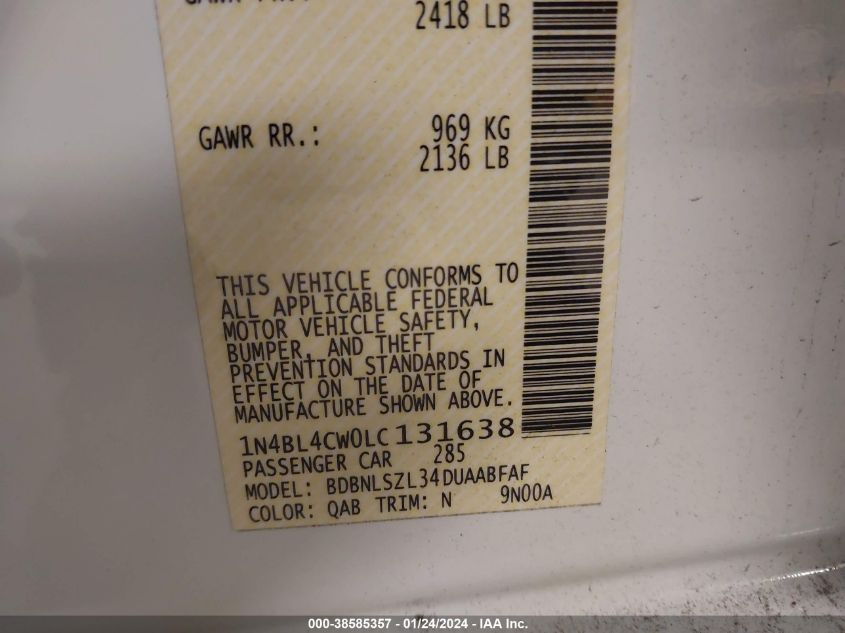 2418 LB
GAWR RR.: 969 KG
2136 LB
THIS VEHICLE CONFORMS TO
ALL APPLICABLE FEDERAL
MOTOR VEHICLE SAFETY,
BUMPER, AND THEFT
PREVENTION STANDARDS IN
EFFECT ON THE DATE OF
MANUFACTURE SHOWN ABOVE.
1N4BL4CW0LC131638
PASSENGER CAR 285
MODEL: BDBNLSZL34DUAABFAF
COLOR: QAB TRIM: N 9N00A
000-38585357 - 01/24/2024 - IAA Inc.